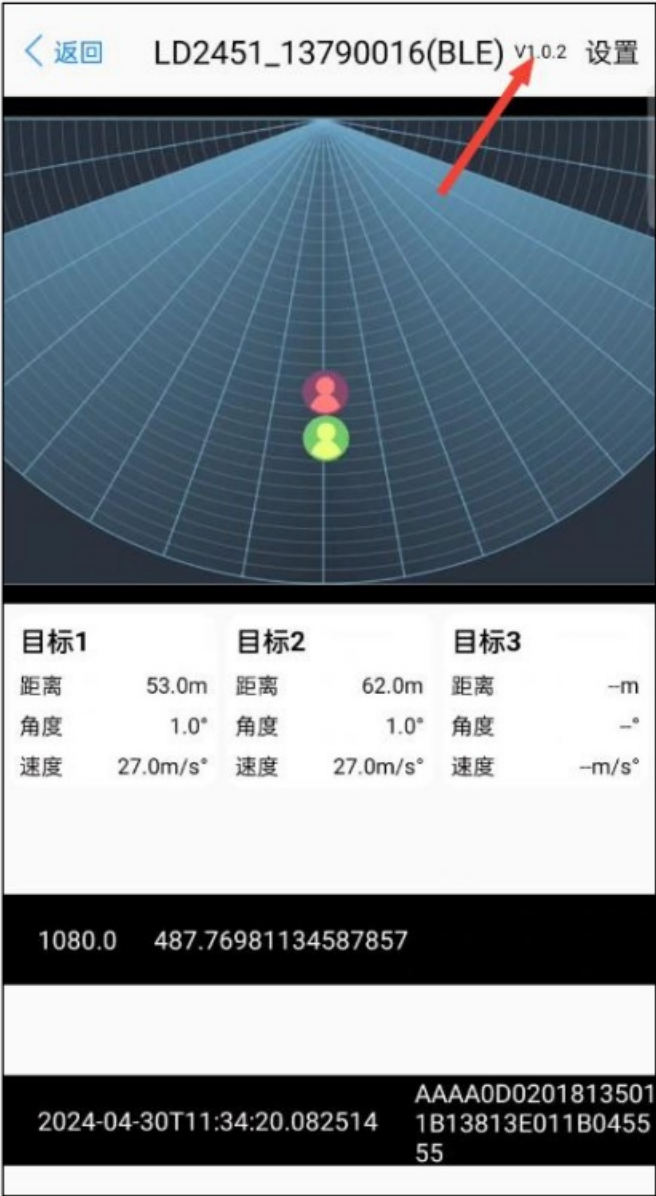 返回 LD2451_13790016(BLE) V1.0.2 设置
目标1 目标2 目标3
距离 53.0m 距离 62.0m 距离 --m
角度 1.0° 角度 1.0° 角度 --°
速度 27.0m/s° 速度 27.0m/s° 速度 --m/s°
1080.0 487.76981134587857
2024-04-30T11:34:20.082514
AAAA0D0201813501
1B13813E011B0455
55